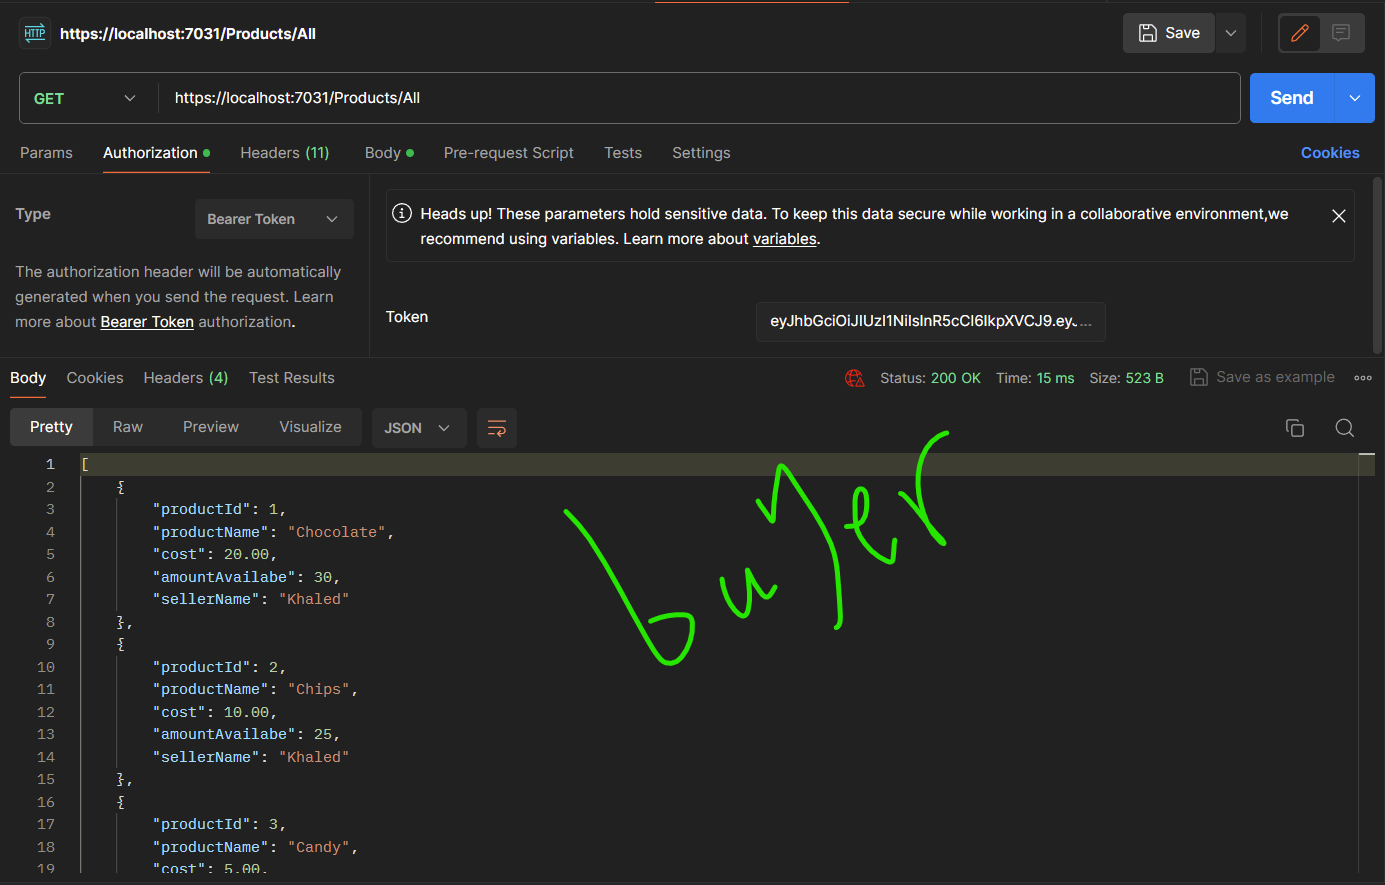 HTTP https://localhost:7031/Products/All Save
GET https://localhost:7031/Products/All Send
Params Authorization Headers (11) Body Pre-request Script Tests Settings Cookies
Type Bearer Token
The authorization header will be automatically
generated when you send the request. Learn
more about Bearer Token authorization.
Heads up! These parameters hold sensitive data. To keep this data secure while working in a collaborative environment,we
recommend using variables. Learn more about variables.
Token eyJhbGciOiJIUzI1NiIsInR5cCI6IkpXVCJ9.eyJ...
Body Cookies Headers (4) Test Results Status: 200 OK Time: 15 ms Size: 523 B Save as example
Pretty Raw Preview Visualize JSON
1 [
2 {
3 "productId": 1,
4 "productName": "Chocolate",
5 "cost": 20.00,
6 "amountAvailabe": 30,
7 "sellerName": "Khaled"
8 },
9 {
10 "productId": 2,
11 "productName": "Chips",
12 "cost": 10.00,
13 "amountAvailabe": 25,
14 "sellerName": "Khaled"
15 },
16 {
17 "productId": 3,
18 "productName": "Candy",
19 "cost": 5.00,
buyer